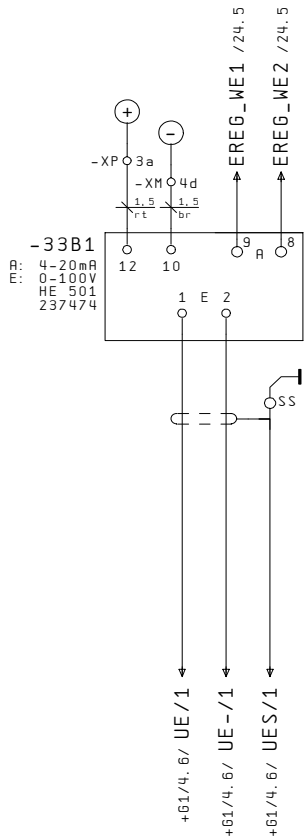 EREG_WE1 /24.5
EREG_WE2 /24.5
+
-
-XP 3a
-XM 4d
1,5
rt
1,5
br
-33B1
A: 4-20mA
E: 0-100V
HE 501
237474
12
10
9
A
8
1 E 2
SS
+G1/4.6/ UE/1
+G1/4.6/ UE-/1
+G1/4.6/ UES/1